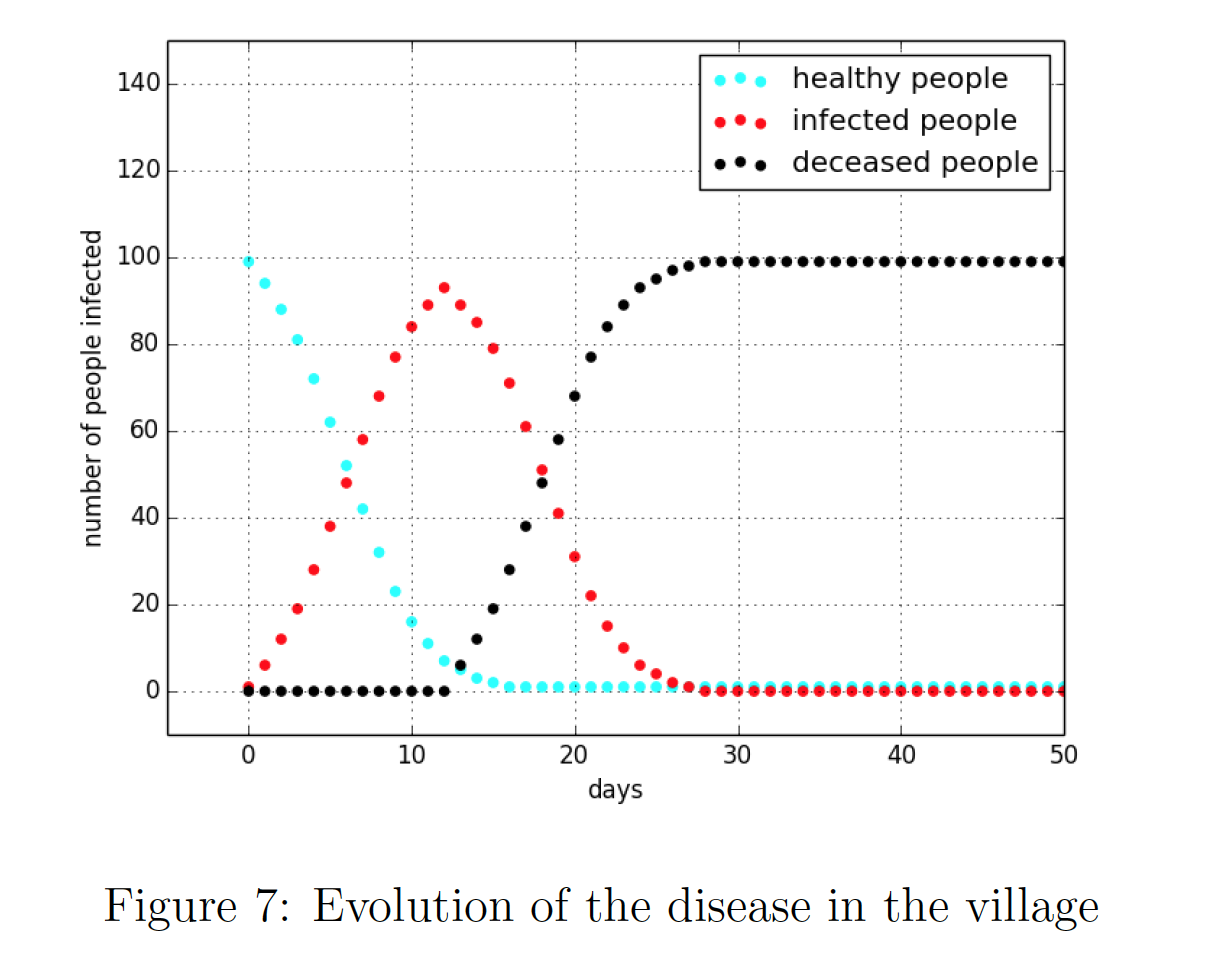 140
120
100
80
60
40
20
0
number of people infected
healthy people
infected people
deceased people
0 10 20 30 40 50
days
Figure 7: Evolution of the disease in the village